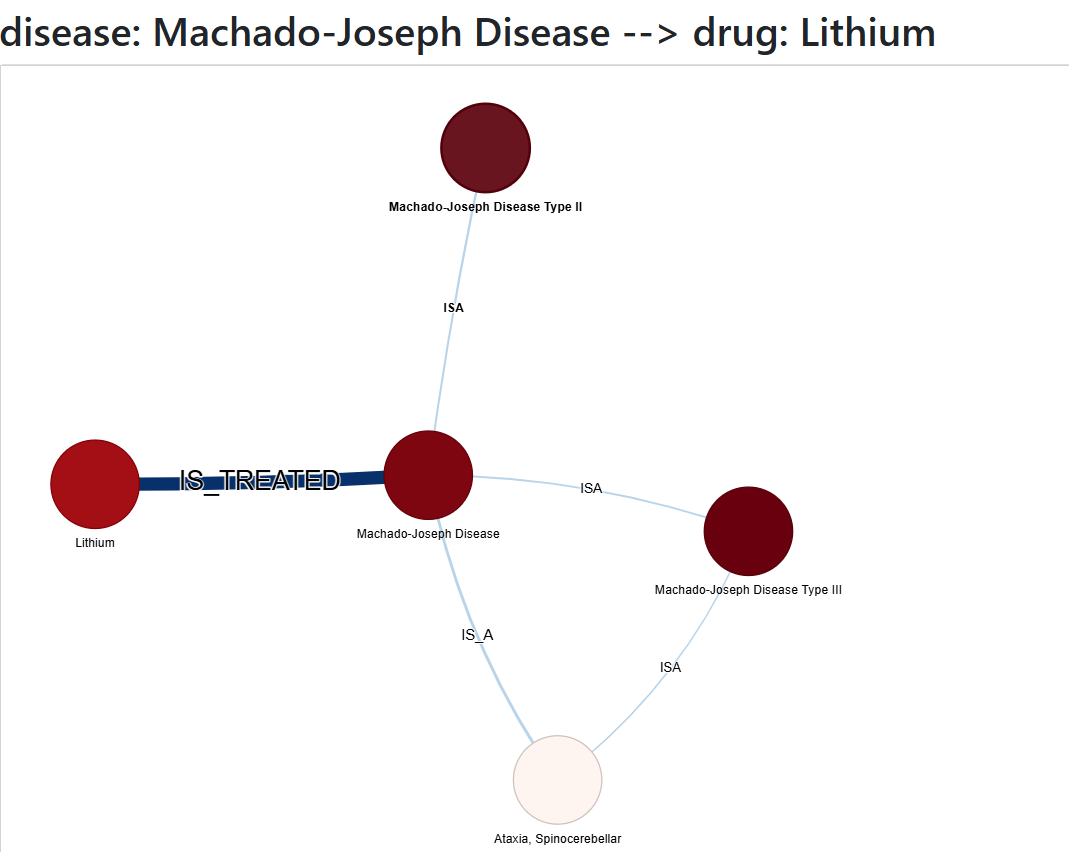 disease: Machado-Joseph Disease --> drug: Lithium
Machado-Joseph Disease Type II
ISA
IS_TREATED
ISA
Machado-Joseph Disease
Lithium
Machado-Joseph Disease Type III
IS_A
ISA
Ataxia, Spinocerebellar